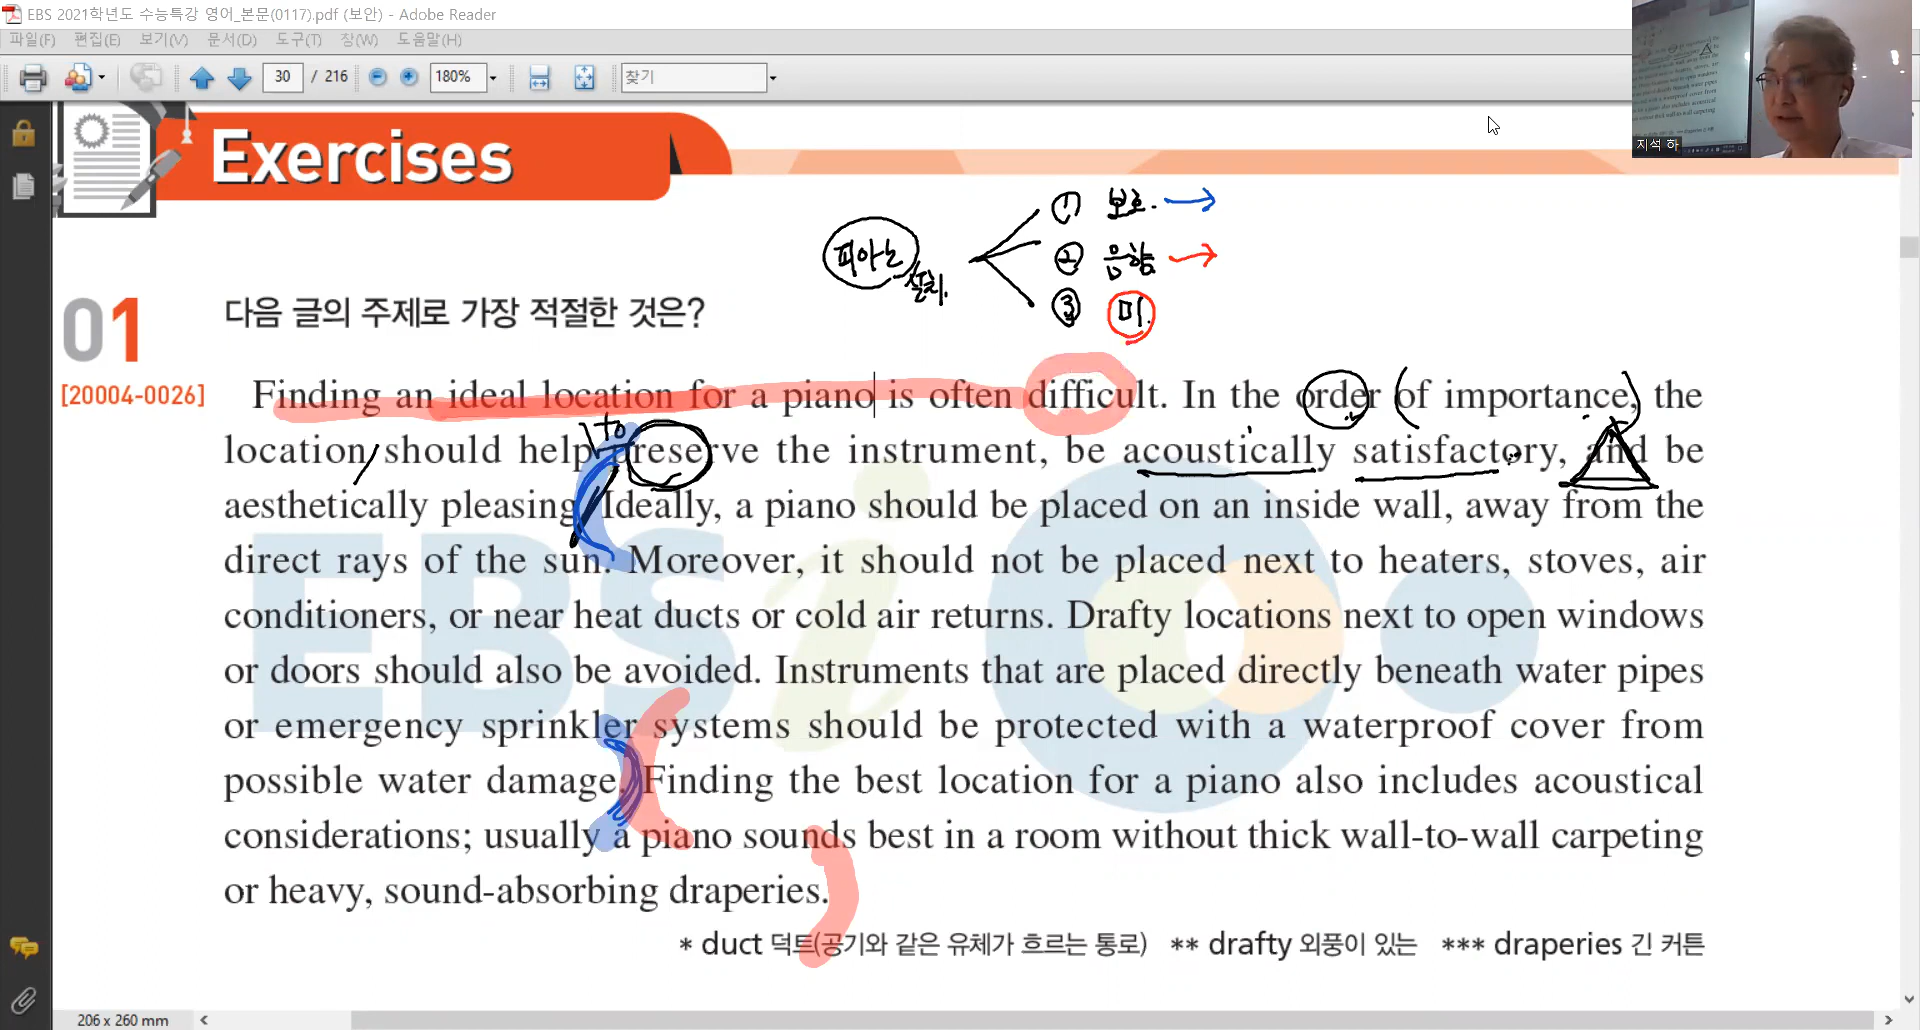 EBS 2021학년도 수능특강 영어_본문(0117).pdf (보안) - Adobe Reader
파일(F) 편집(E) 보기(V) 문서(D) 도구(T) 창(W) 도움말(H)
30 / 216 180% 찾기
지석 하
Exercises
피아노 설치.
① 보호.
② 음향
③ 미.
01
[20004-0026]
다음 글의 주제로 가장 적절한 것은?
Finding an ideal location for a piano is often difficult. In the order of importance, the
to
location should help preserve the instrument, be acoustically satisfactory, and be
aesthetically pleasing. Ideally, a piano should be placed on an inside wall, away from the
direct rays of the sun. Moreover, it should not be placed next to heaters, stoves, air
conditioners, or near heat ducts or cold air returns. Drafty locations next to open windows
or doors should also be avoided. Instruments that are placed directly beneath water pipes
or emergency sprinkler systems should be protected with a waterproof cover from
possible water damage. Finding the best location for a piano also includes acoustical
considerations; usually a piano sounds best in a room without thick wall-to-wall carpeting
or heavy, sound-absorbing draperies.
* duct 덕트(공기와 같은 유체가 흐르는 통로) ** drafty 외풍이 있는 *** draperies 긴 커튼
EBSi
206 x 260 mm